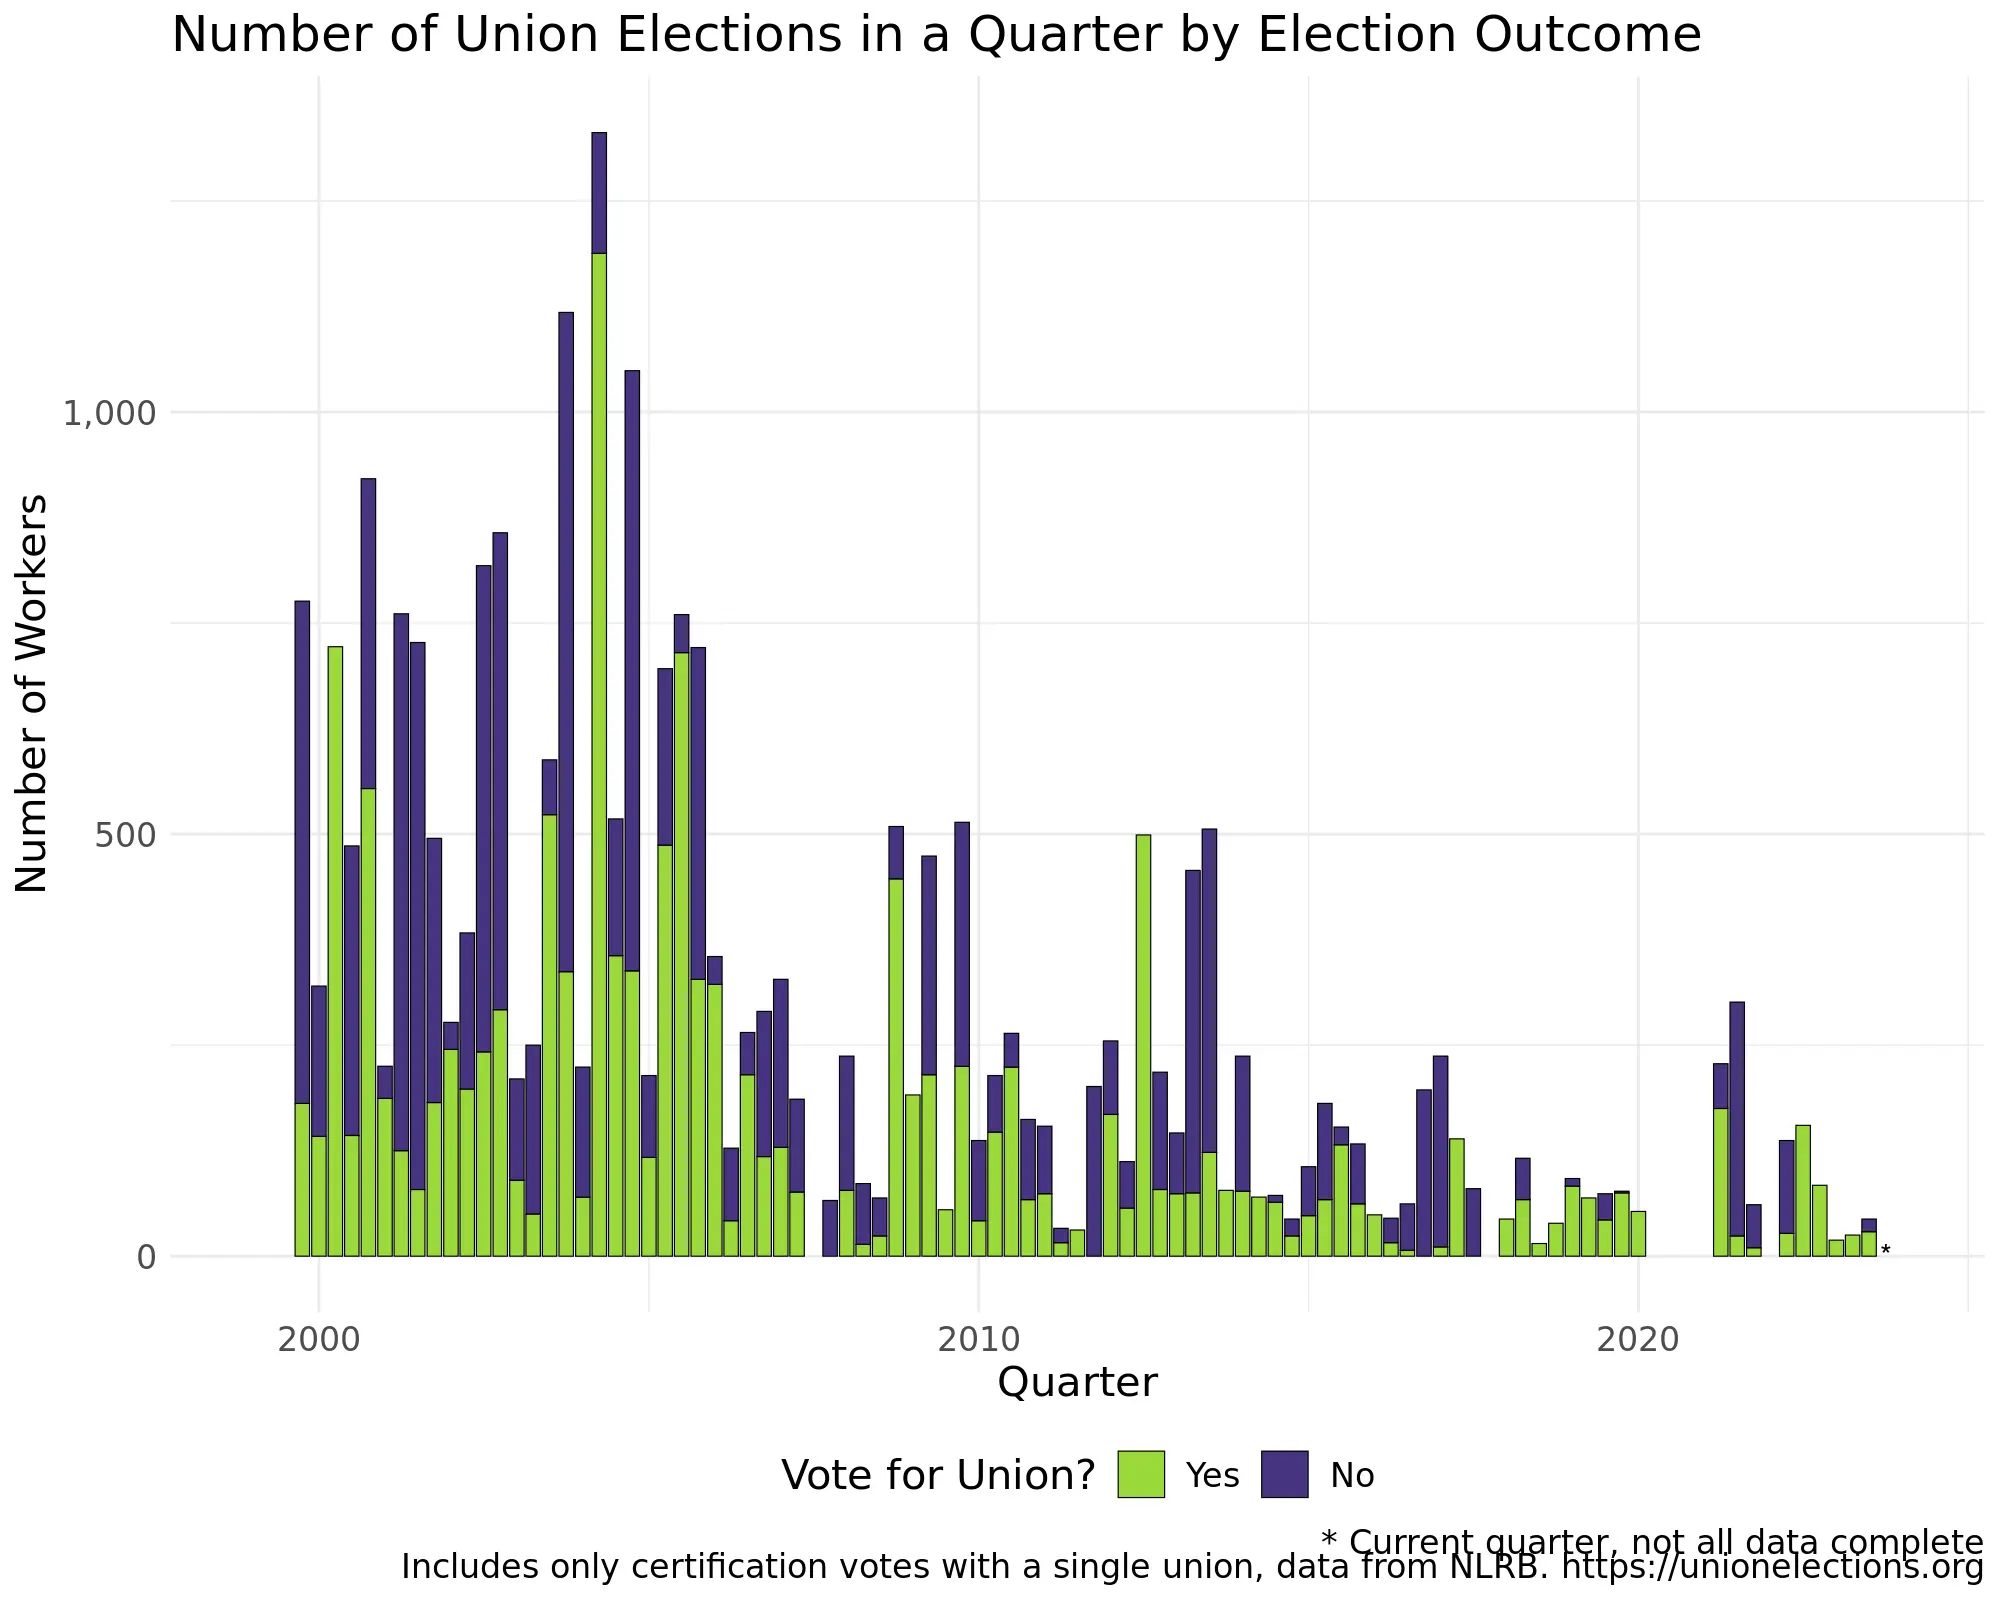 Number of Union Elections in a Quarter by Election Outcome
Number of Workers
1,000
500
0
*
2000
2010
2020
Quarter
Vote for Union?
Yes
No
* Current quarter, not all data complete
Includes only certification votes with a single union, data from NLRB. https://unionelections.org